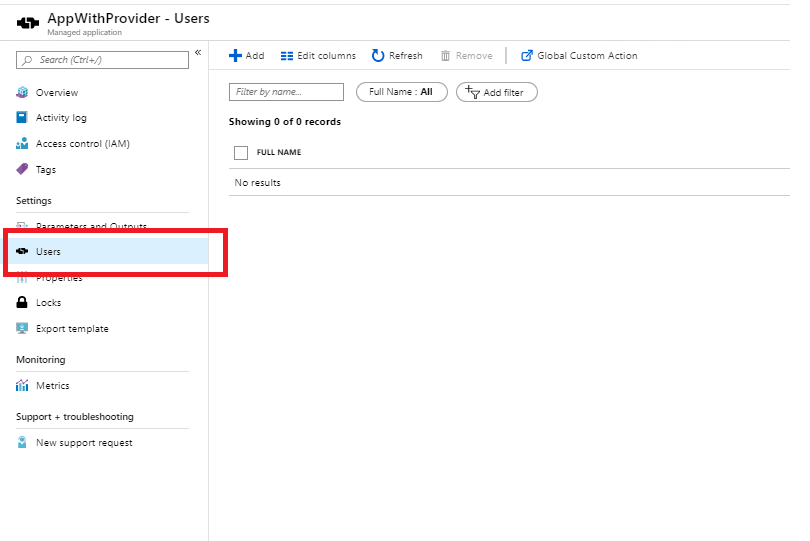 AppWithProvider - Users
Managed application
Search (Ctrl+/)
«
Overview
Activity log
Access control (IAM)
Tags
Settings
Parameters and Outputs
Users
Properties
Locks
Export template
Monitoring
Metrics
Support + troubleshooting
New support request
Add Edit columns Refresh Remove Global Custom Action
Filter by name... Full Name : All Add filter
Showing 0 of 0 records
FULL NAME
No results